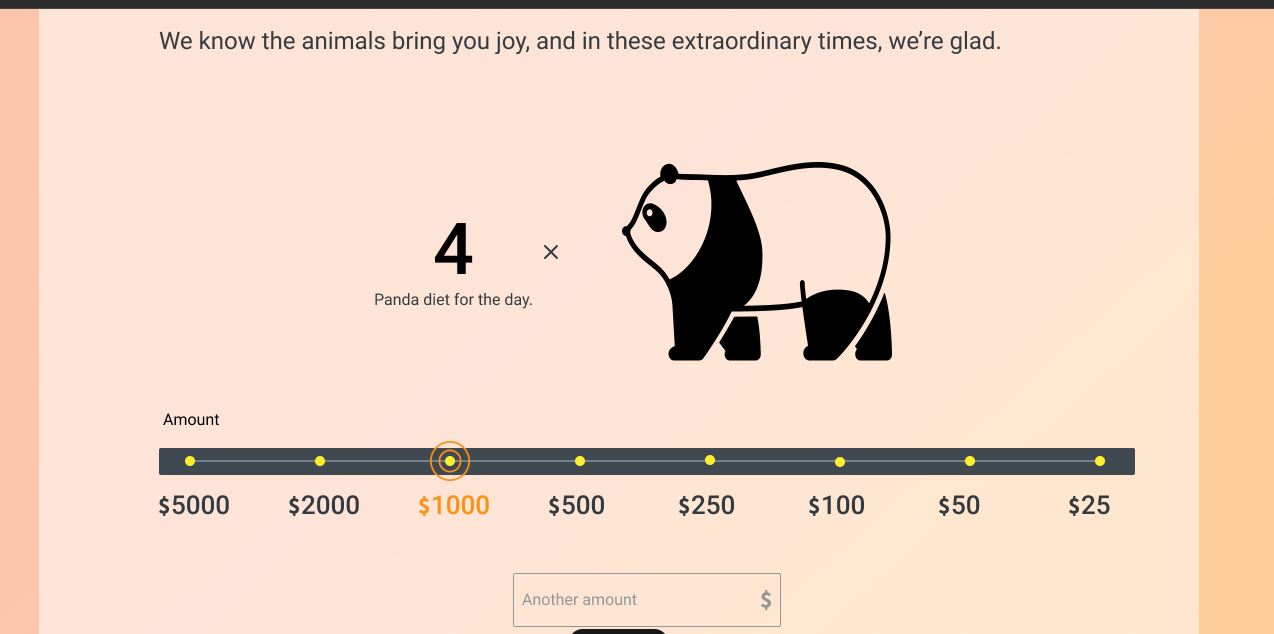 We know the animals bring you joy, and in these extraordinary times, we’re glad.
4 ×
Panda diet for the day.
Amount
$5000 $2000 $1000 $500 $250 $100 $50 $25
Another amount $